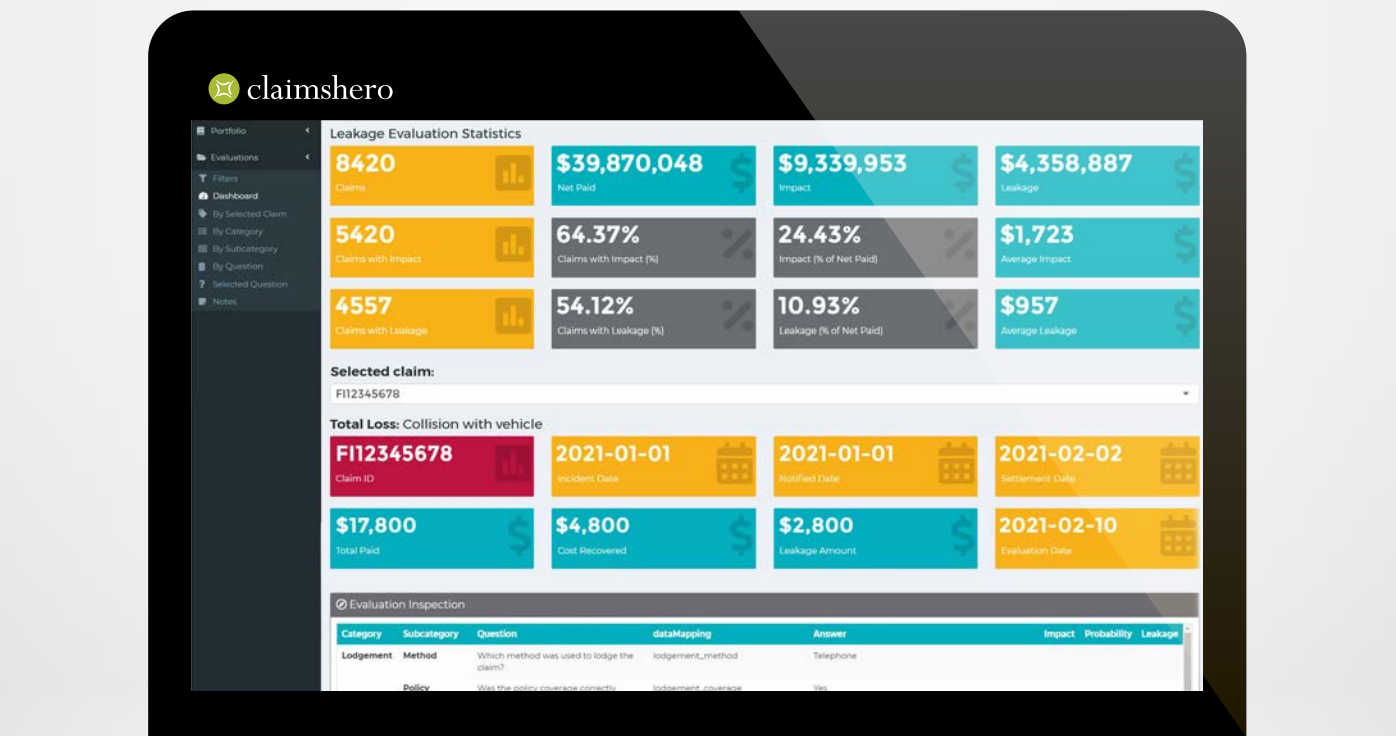 claimshero
Portfolio
Evaluations
Filters
Dashboard
By Selected Claim
By Category
By Subcategory
By Question
Selected Question
Notes
Leakage Evaluation Statistics
8420
Claims
$39,870,048
Net Paid
$9,339,953
Impact
$4,358,887
Leakage
5420
Claims with Impact
64.37%
Claims with Impact (%)
24.43%
Impact (% of Net Paid)
$1,723
Average Impact
4557
Claims with Leakage
54.12%
Claims with Leakage (%)
10.93%
Leakage (% of Net Paid)
$957
Average Leakage
Selected claim:
FI12345678
Total Loss: Collision with vehicle
FI12345678
Claim ID
2021-01-01
Incident Date
2021-01-01
Notified Date
2021-02-02
Settlement Date
$17,800
Total Paid
$4,800
Cost Recovered
$2,800
Leakage Amount
2021-02-10
Evaluation Date
Evaluation Inspection
Category Subcategory Question dataMapping Answer Impact Probability Leakage
Lodgement Method Which method was used to lodge the lodgement_method Telephone
claim?
Policy Was the policy coverage correctly lodgement_coverage Yes